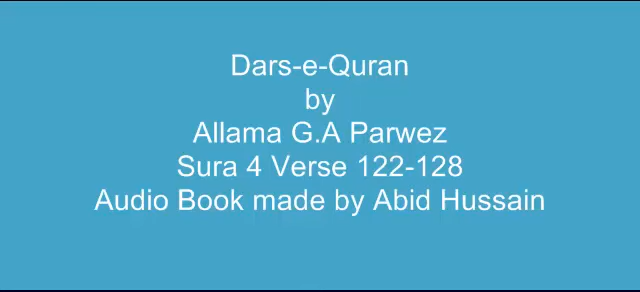 Dars-e-Quran
by
Allama G.A Parwez
Sura 4 Verse 122-128
Audio Book made by Abid Hussain